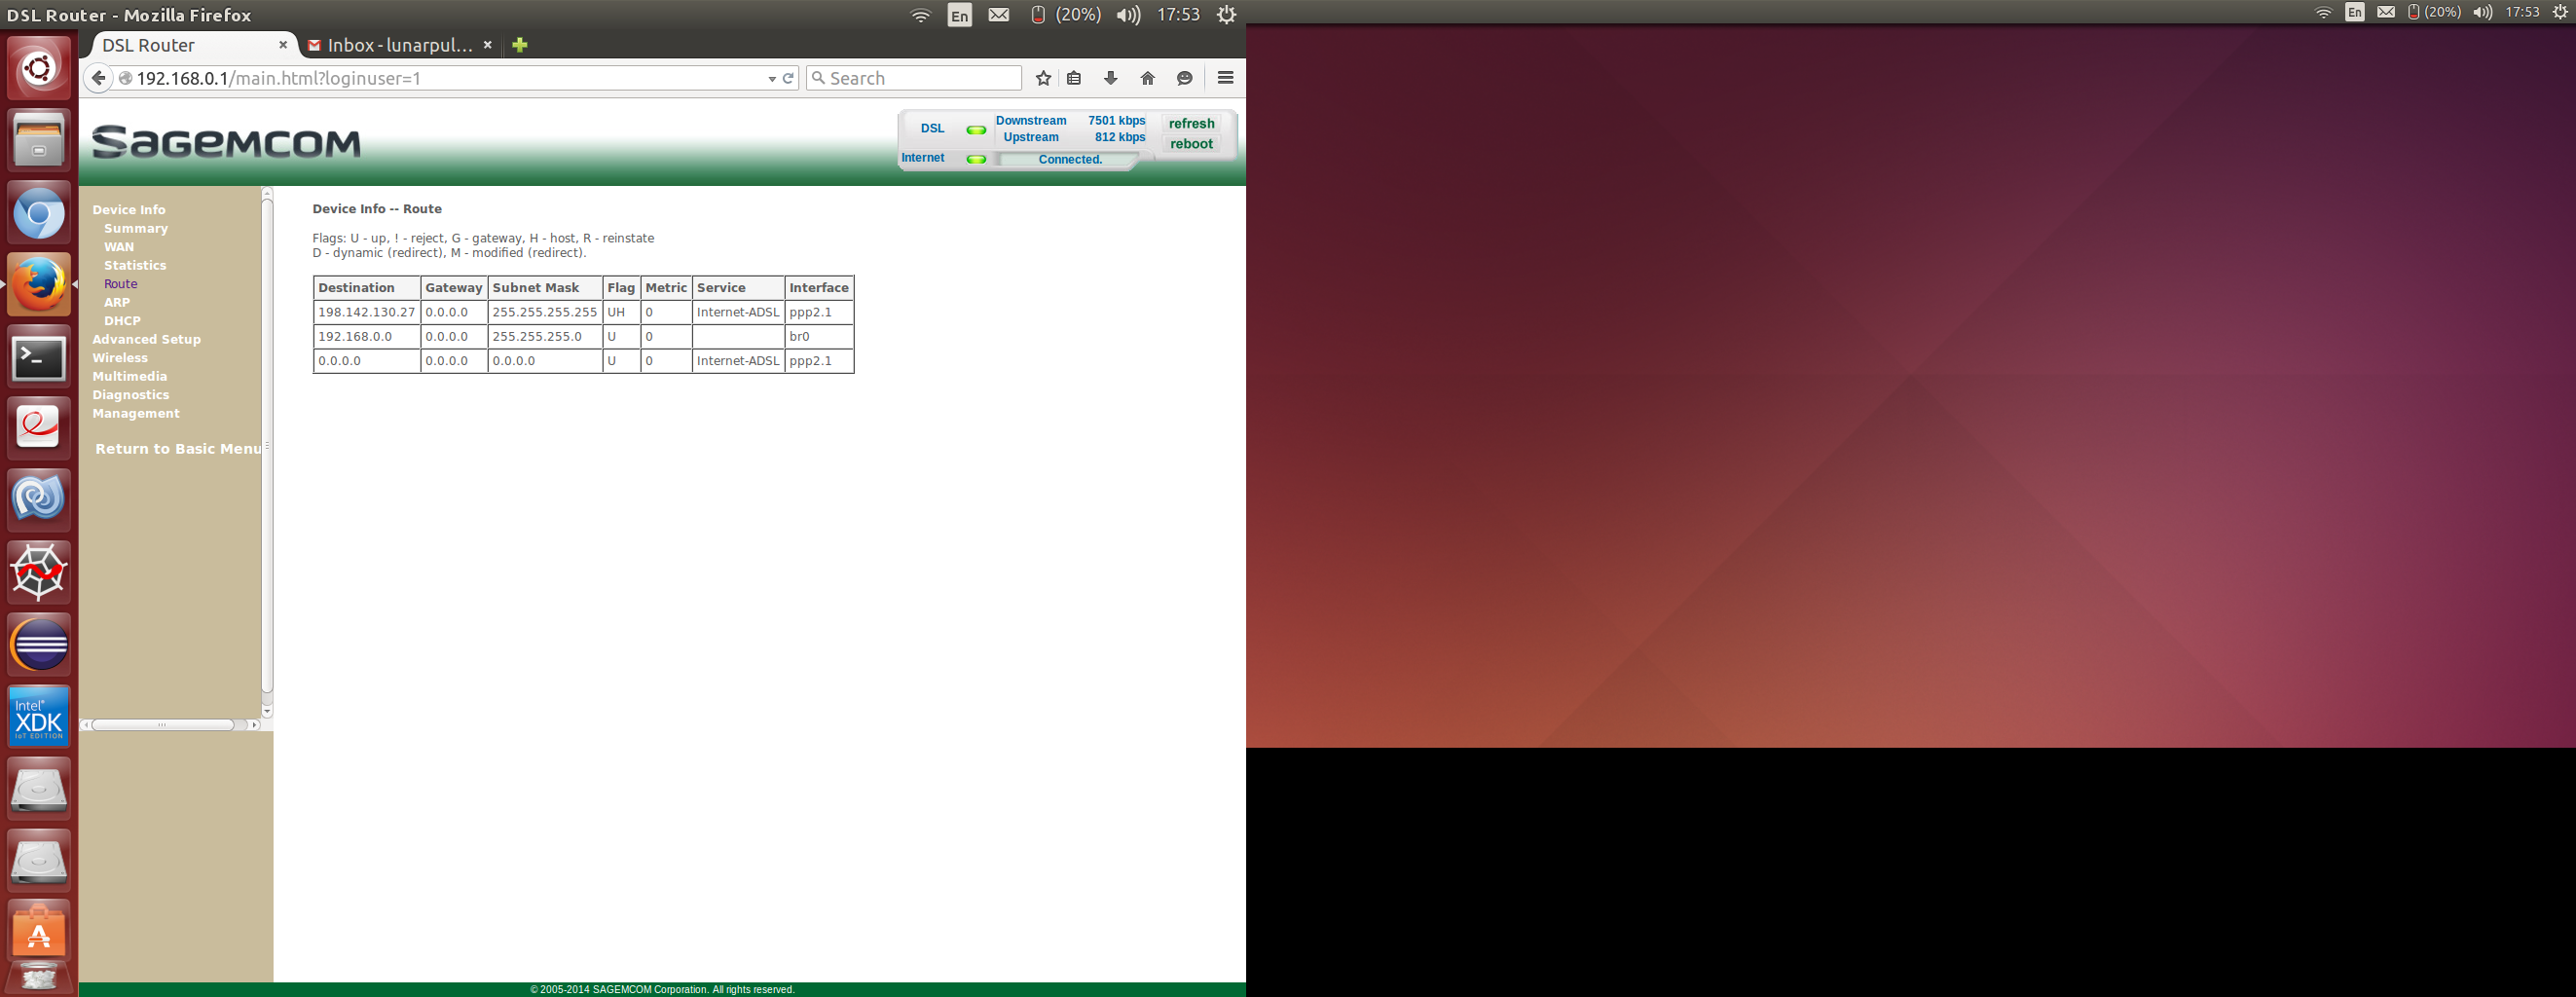 DSL Router - Mozilla Firefox
En (20%) 17:53
En (20%) 17:53
DSL Router
Inbox - lunarpul...
192.168.0.1/main.html?loginuser=1
Search
SAGEMCOM
DSL Downstream 7501 kbps refresh
Upstream 812 kbps reboot
Internet Connected.
Device Info
Summary
WAN
Statistics
Route
ARP
DHCP
Advanced Setup
Wireless
Multimedia
Diagnostics
Management
Return to Basic Menu
Device Info -- Route
Flags: U - up, ! - reject, G - gateway, H - host, R - reinstate
D - dynamic (redirect), M - modified (redirect).
Destination Gateway Subnet Mask Flag Metric Service Interface
198.142.130.27 0.0.0.0 255.255.255.255 UH 0 Internet-ADSL ppp2.1
192.168.0.0 0.0.0.0 255.255.255.0 U 0 br0
0.0.0.0 0.0.0.0 0.0.0.0 U 0 Internet-ADSL ppp2.1
Intel®
XDK
IoT EDITION
© 2005-2014 SAGEMCOM Corporation. All rights reserved.